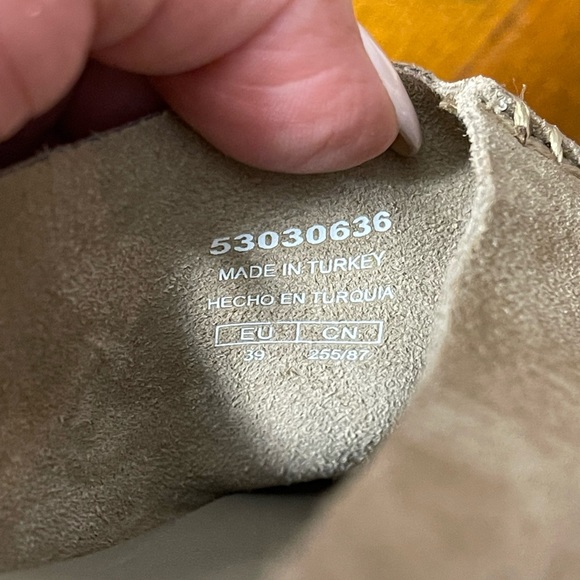 53030636
MADE IN TURKEY
HECHO EN TURQUIA
EU CN
39 255/87